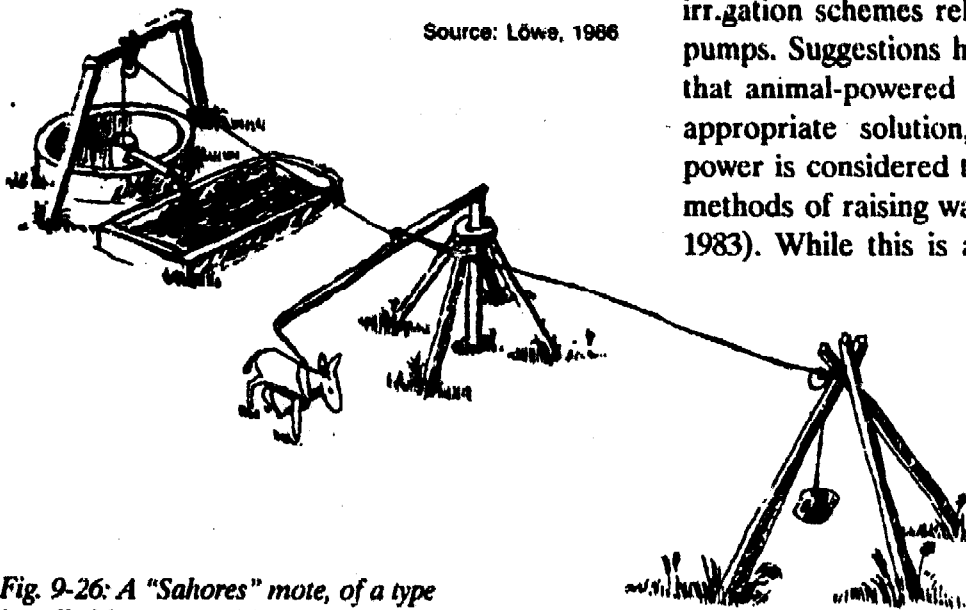 Source: Löwe, 1986
irr.gation schemes rel
pumps. Suggestions h
that animal-powered
appropriate solution,
power is considered t
methods of raising wa
1983). While this is a
Fig. 9-26: A "Sahores" mote, of a type